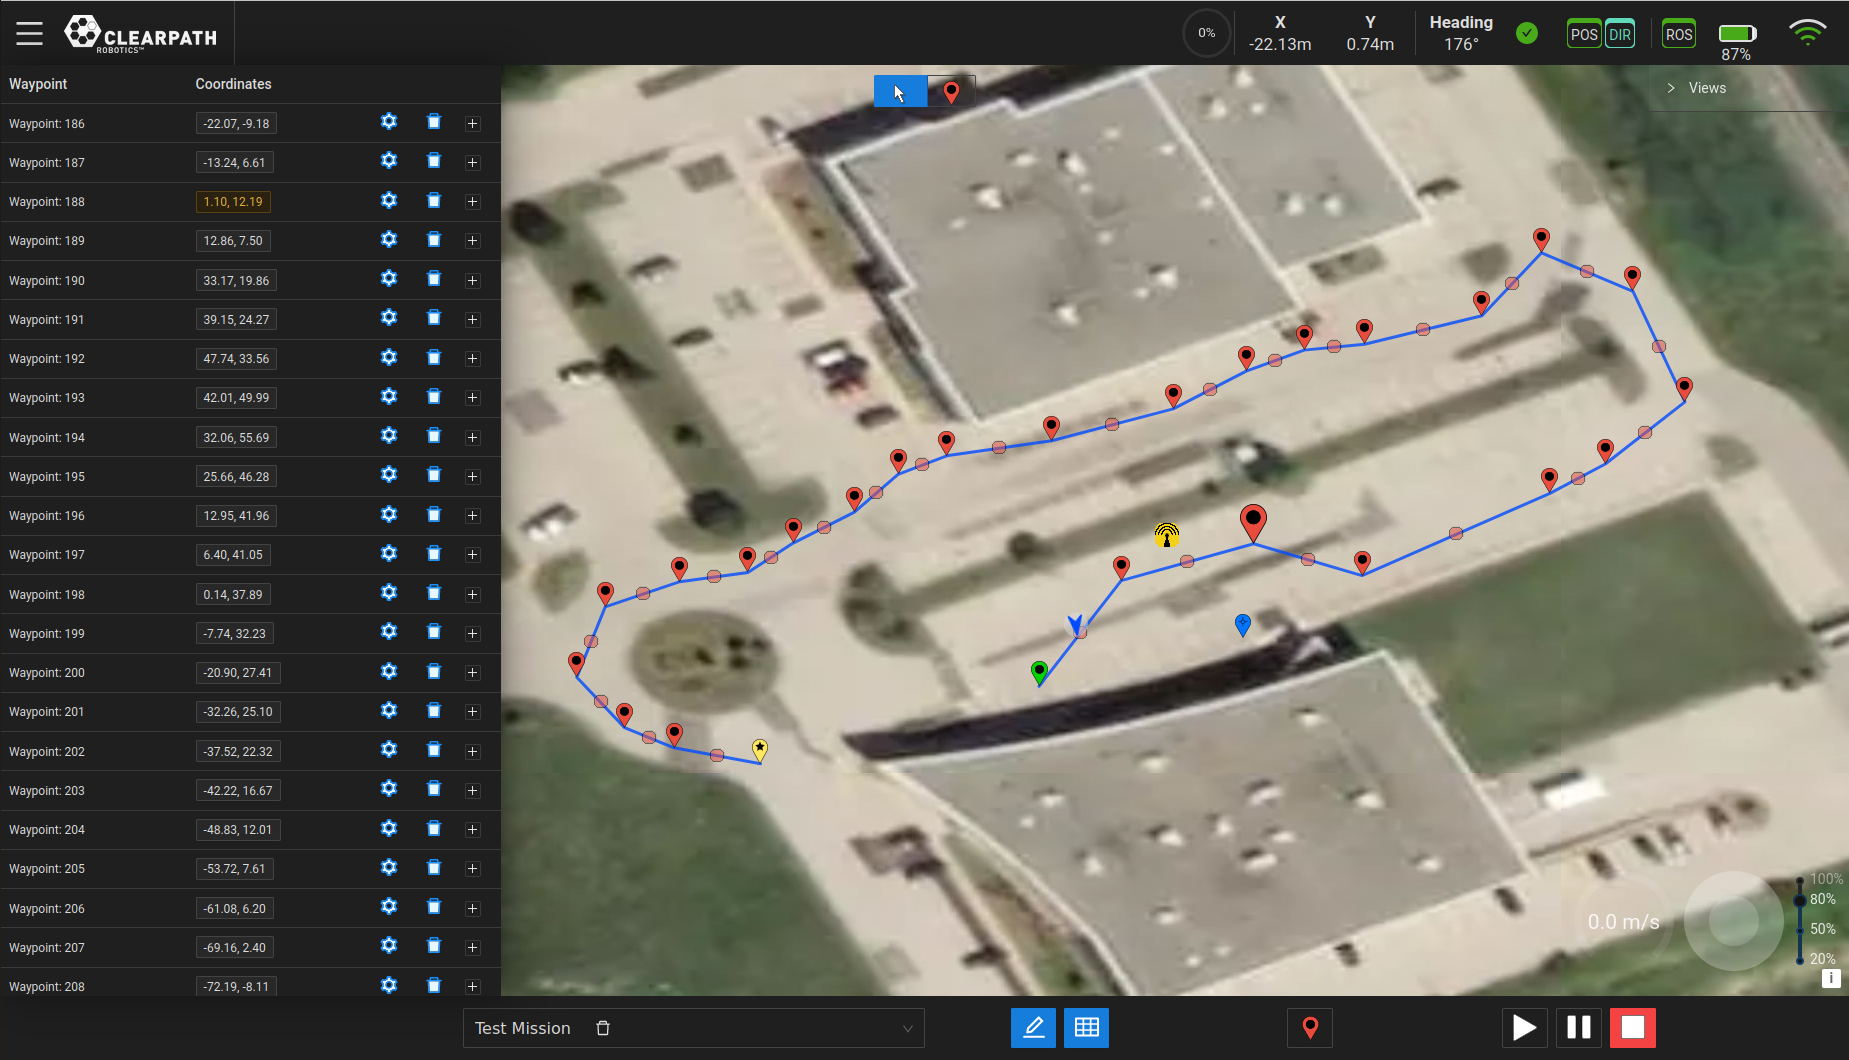 CLEARPATH
ROBOTICS™
0%
X
-22.13m
Y
0.74m
Heading
176°
POS
DIR
ROS
87%
Waypoint Coordinates
Waypoint: 186 -22.07, -9.18
Waypoint: 187 -13.24, 6.61
Waypoint: 188 1.10, 12.19
Waypoint: 189 12.86, 7.50
Waypoint: 190 33.17, 19.86
Waypoint: 191 39.15, 24.27
Waypoint: 192 47.74, 33.56
Waypoint: 193 42.01, 49.99
Waypoint: 194 32.06, 55.69
Waypoint: 195 25.66, 46.28
Waypoint: 196 12.95, 41.96
Waypoint: 197 6.40, 41.05
Waypoint: 198 0.14, 37.89
Waypoint: 199 -7.74, 32.23
Waypoint: 200 -20.90, 27.41
Waypoint: 201 -32.26, 25.10
Waypoint: 202 -37.52, 22.32
Waypoint: 203 -42.22, 16.67
Waypoint: 204 -48.83, 12.01
Waypoint: 205 -53.72, 7.61
Waypoint: 206 -61.08, 6.20
Waypoint: 207 -69.16, 2.40
Waypoint: 208 -72.19, -8.11
Views
0.0 m/s
100%
80%
50%
20%
i
Test Mission